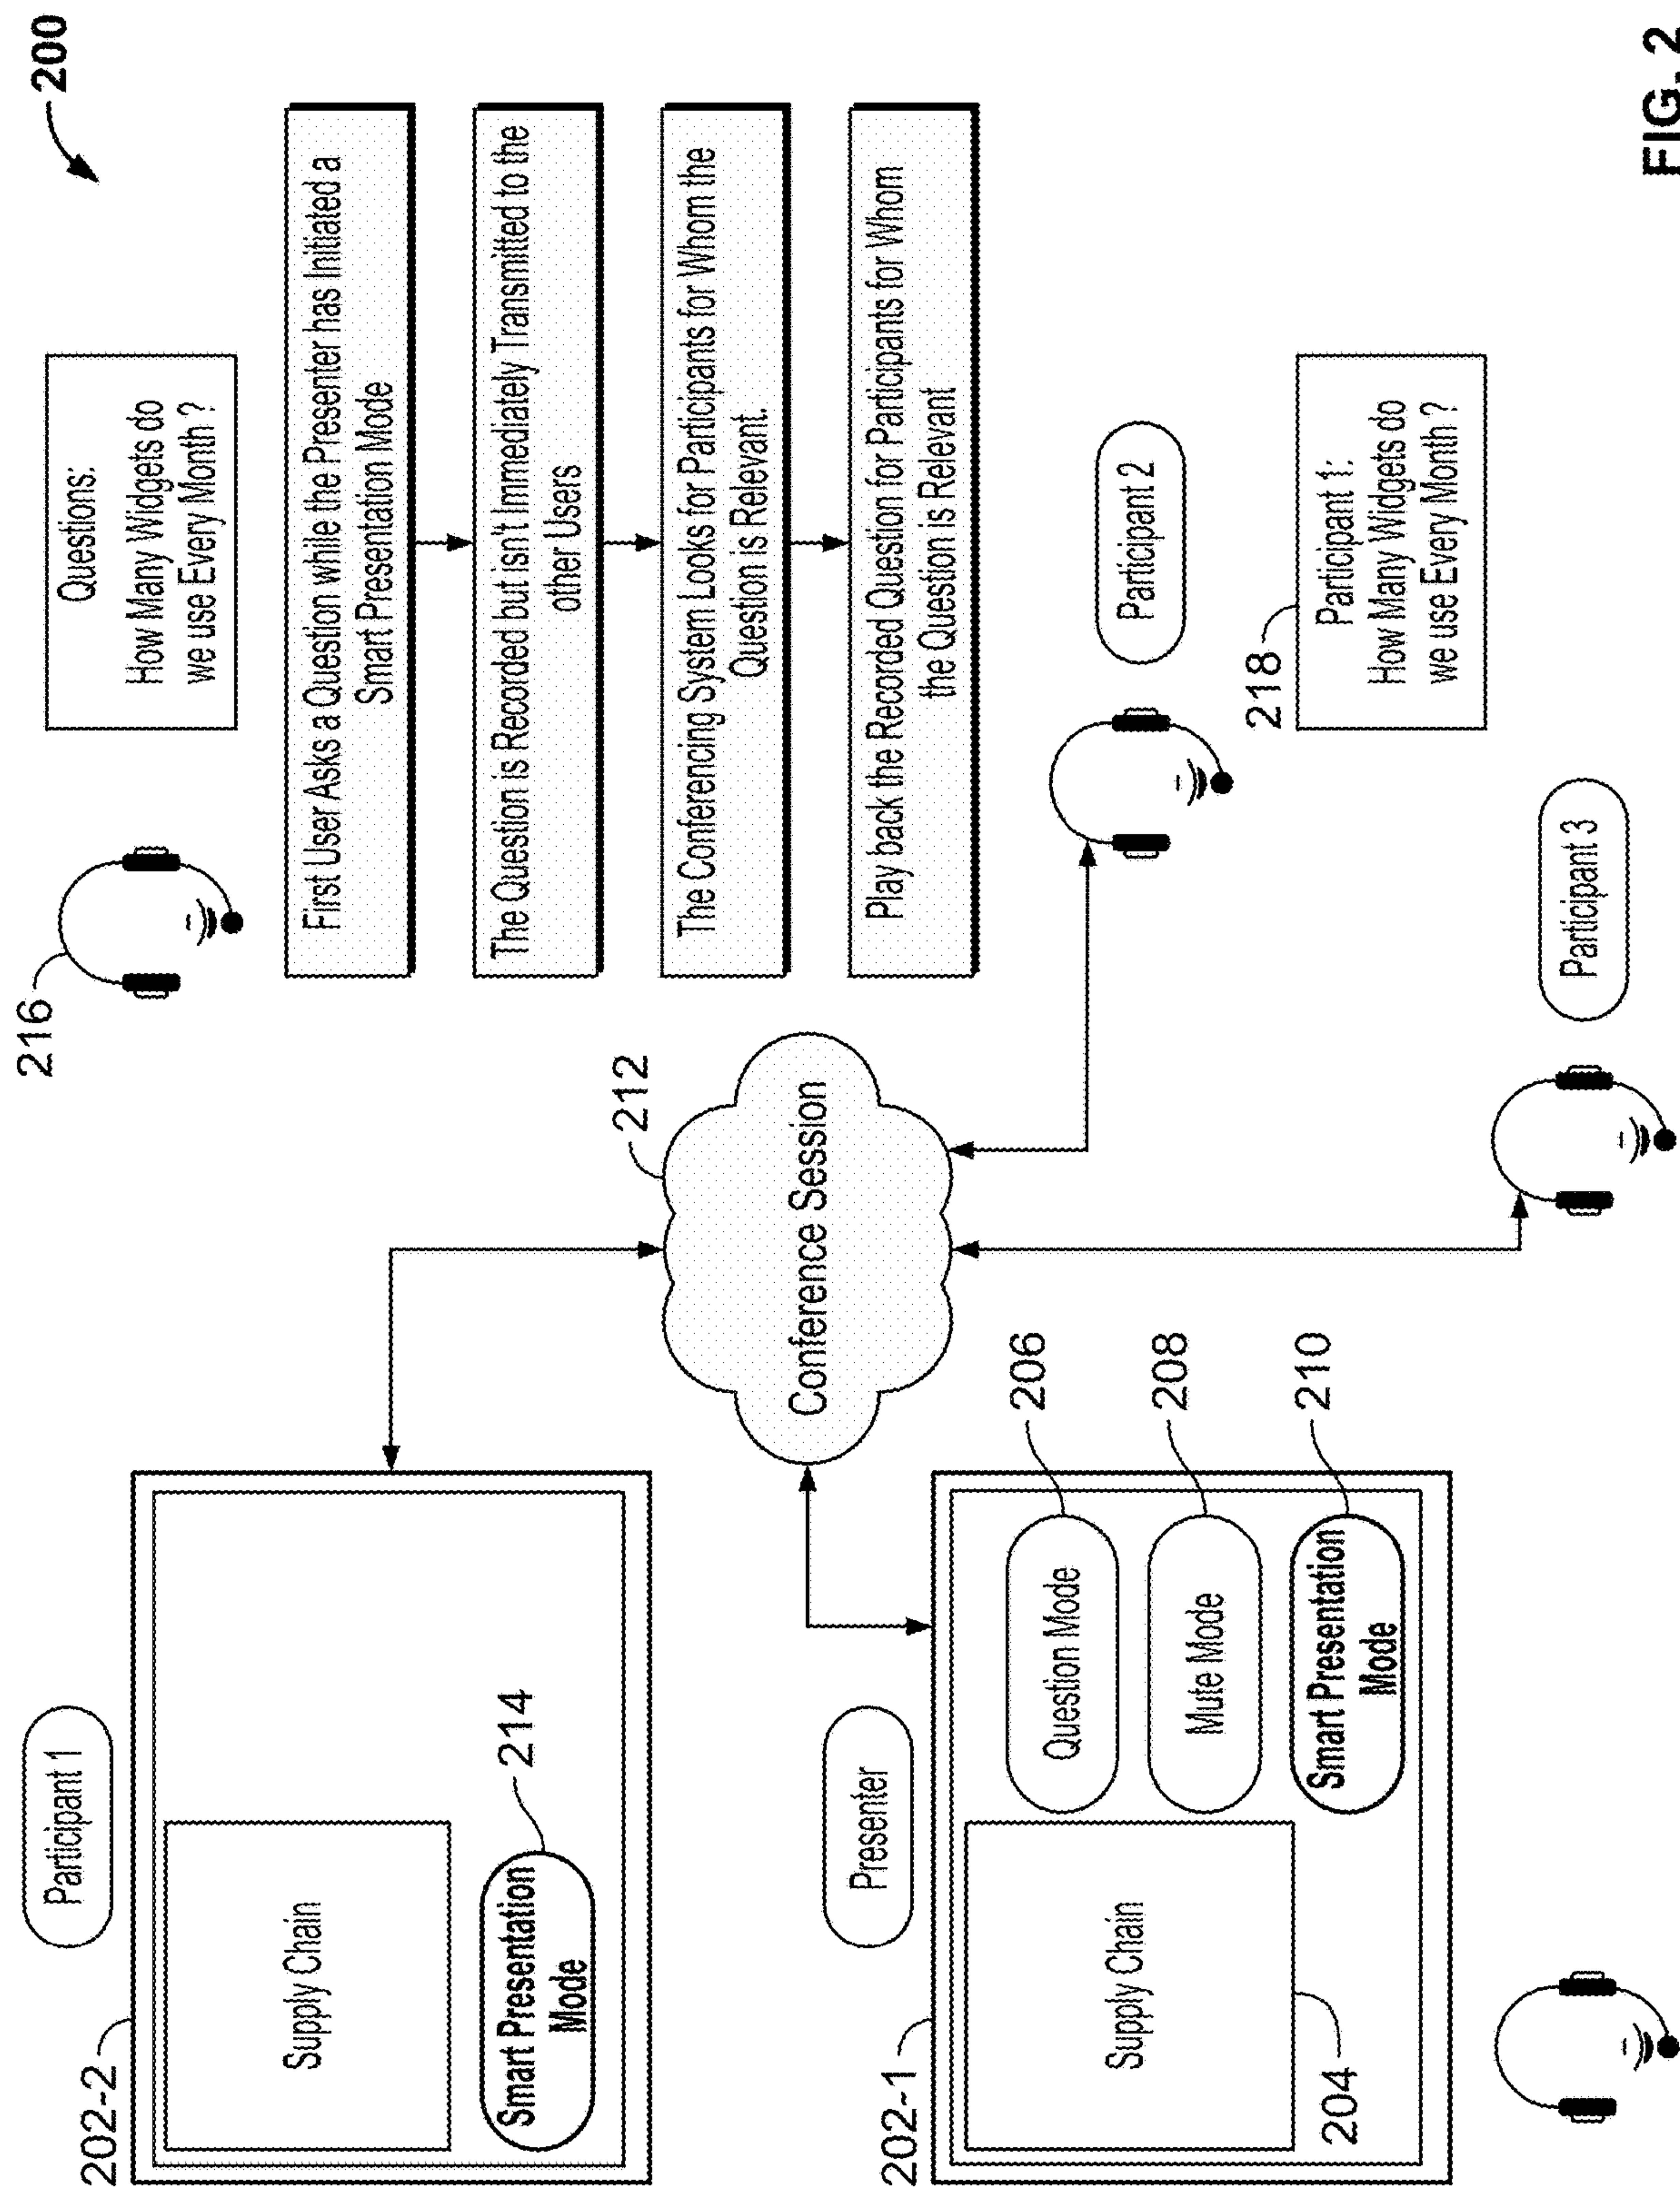 200
216
Questions:
How Many Widgets do
we use Every Month ?
First User Asks a Question while the Presenter has Initiated a
Smart Presentation Mode
The Question is Recorded but isn't Immediately Transmitted to the
other Users
The Conferencing System Looks for Participants for Whom the
Question is Relevant.
Play back the Recorded Question for Participants for Whom
the Question is Relevant
Participant 1
202-2
Supply Chain
Smart Presentation
Mode
214
212
Conference Session
Presenter
202-1
Supply Chain
204
Question Mode
206
Mute Mode
208
Smart Presentation
Mode
210
Participant 2
218
Participant 1:
How Many Widgets do
we use Every Month ?
Participant 3
FIG. 2